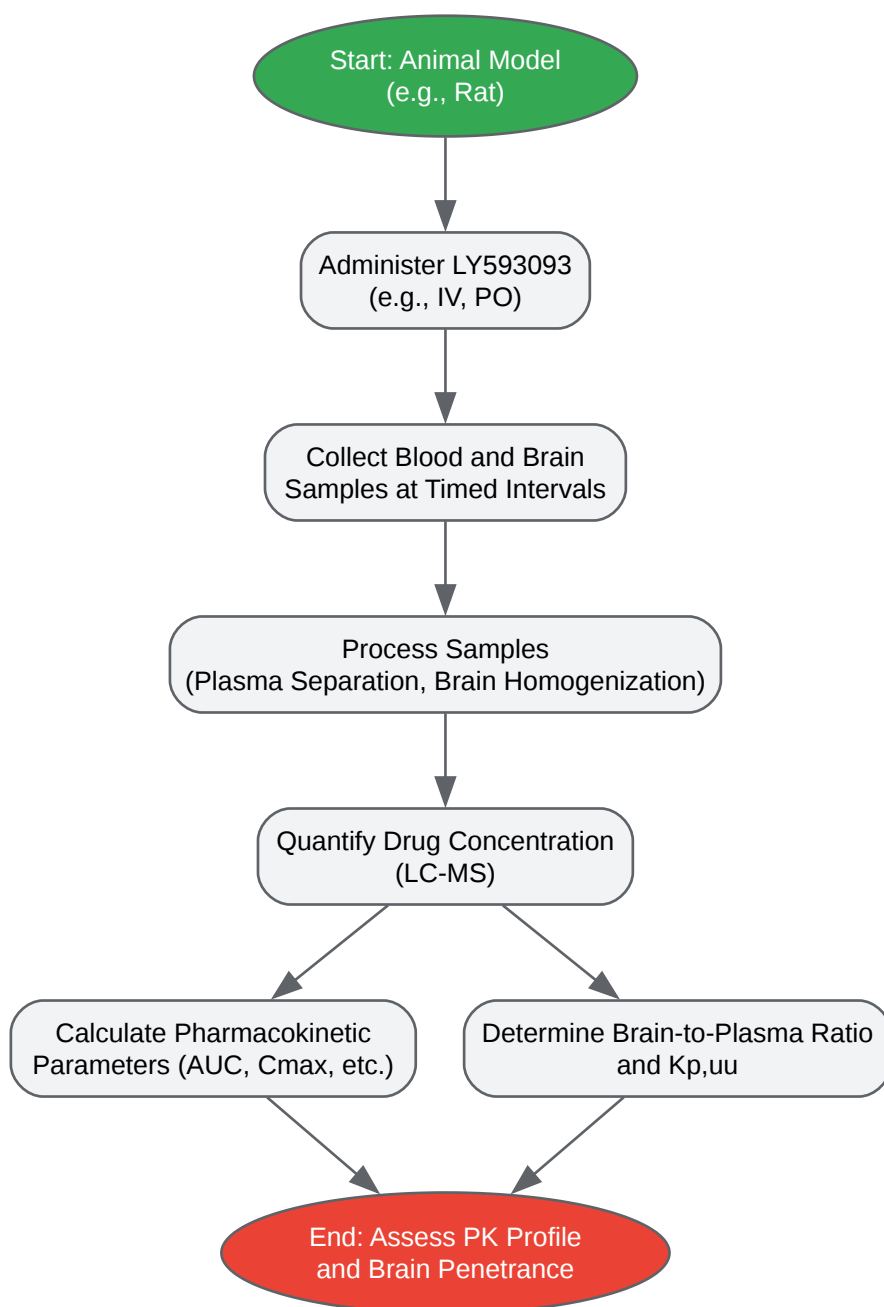 Start: Animal Model
(e.g., Rat)
Administer LY593093
(e.g., IV, PO)
Collect Blood and Brain
Samples at Timed Intervals
Process Samples
(Plasma Separation, Brain Homogenization)
Quantify Drug Concentration
(LC-MS)
Calculate Pharmacokinetic
Parameters (AUC, Cmax, etc.)
Determine Brain-to-Plasma Ratio
and Kp,uu
End: Assess PK Profile
and Brain Penetrance